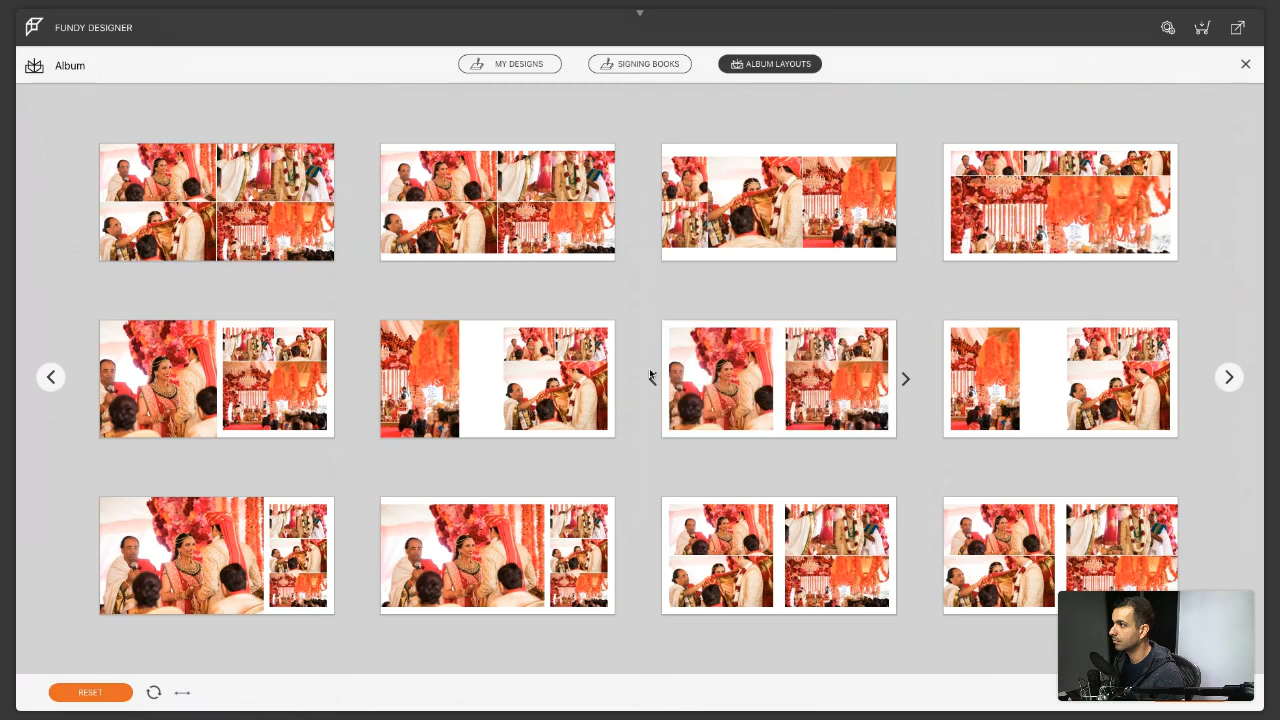 FUNDY DESIGNER
Album
MY DESIGNS
SIGNING BOOKS
ALBUM LAYOUTS
RESET